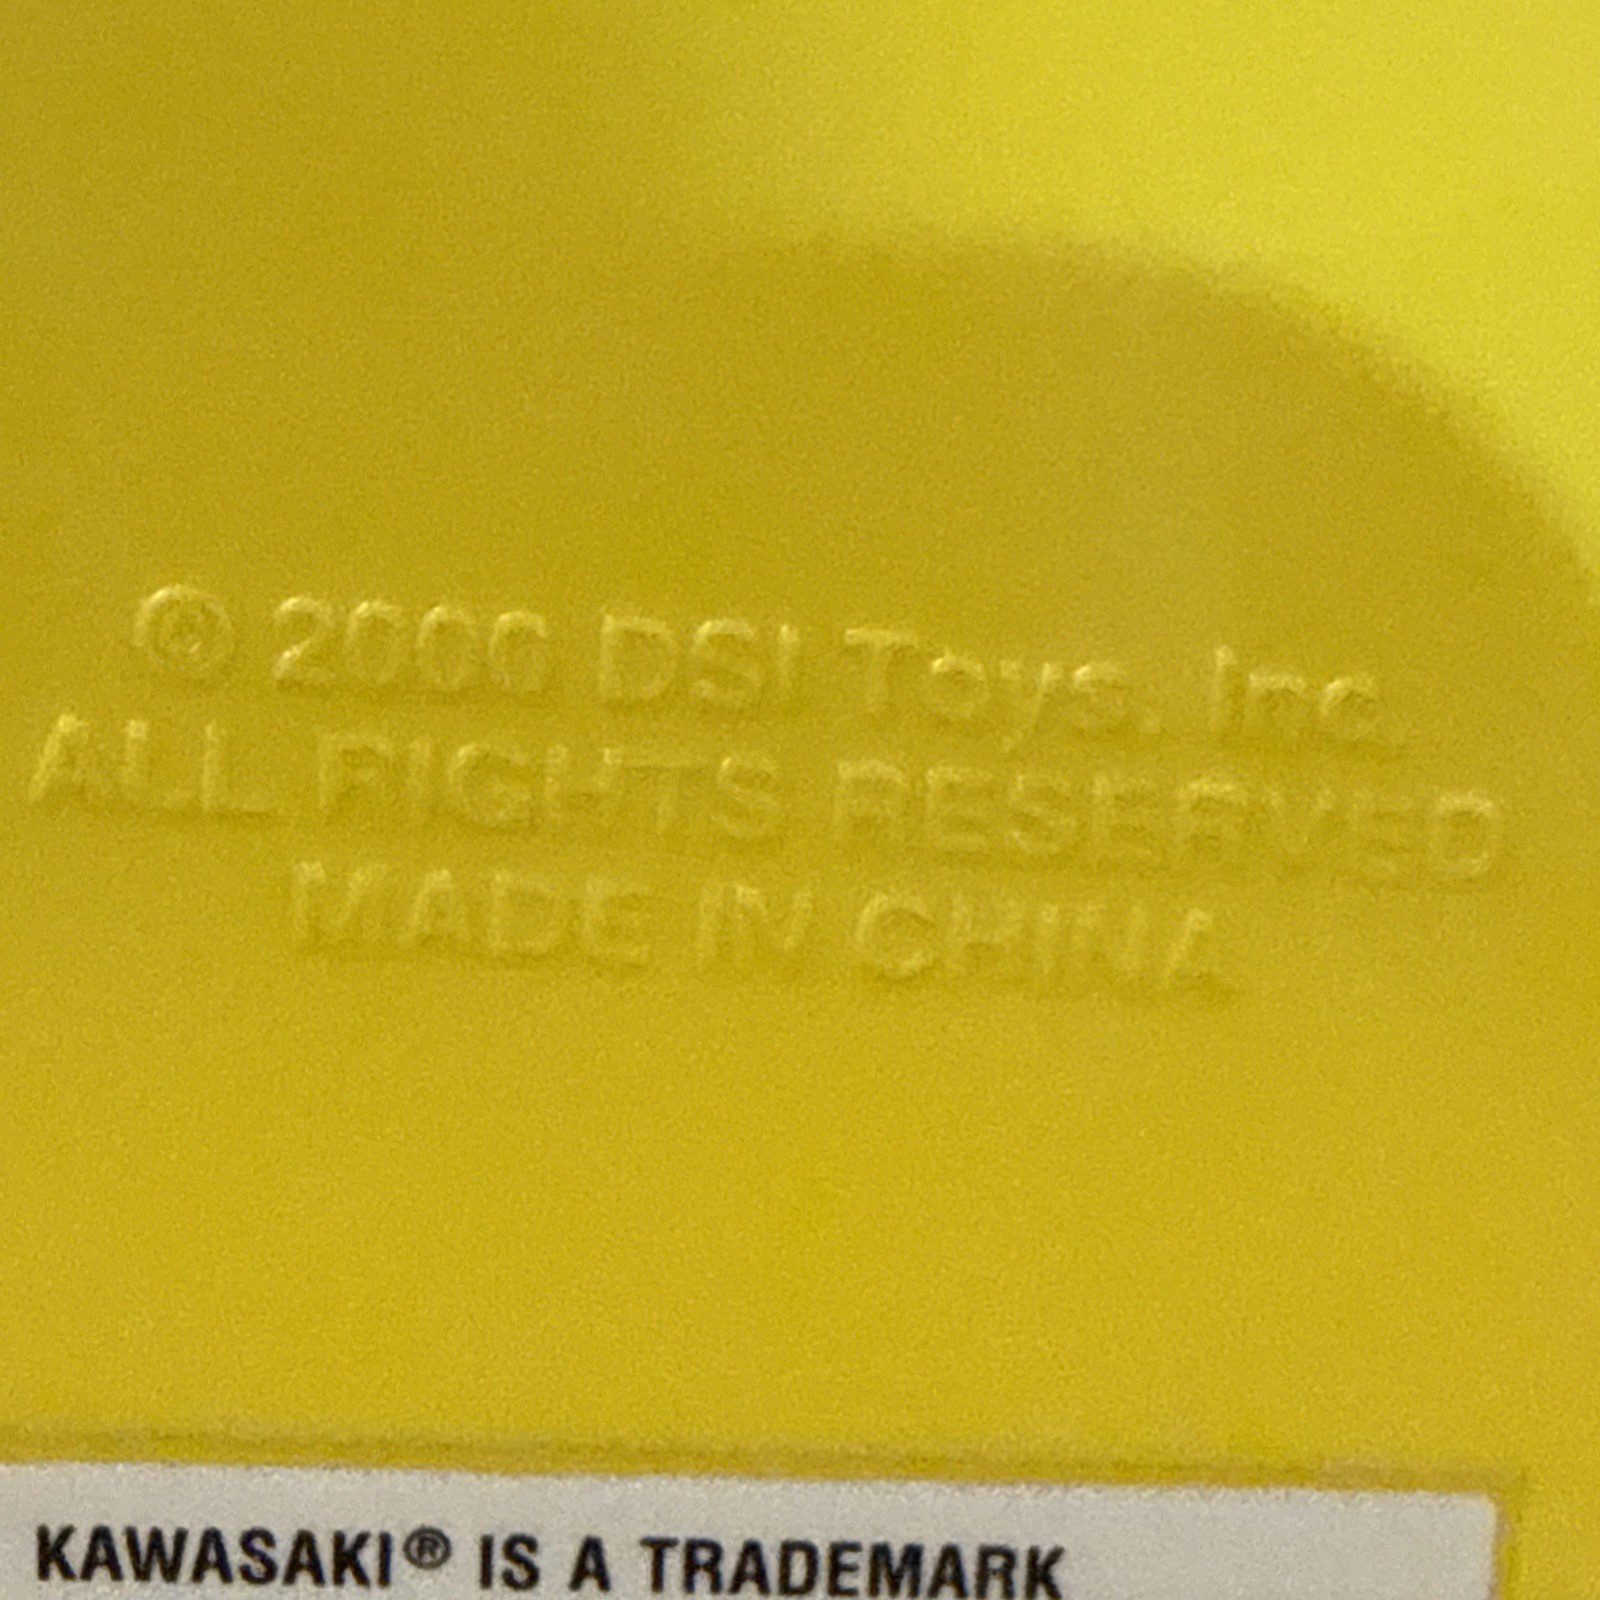 © 2000 DSI Toys, Inc.
ALL RIGHTS RESERVED
MADE IN CHINA
KAWASAKI® IS A TRADEMARK